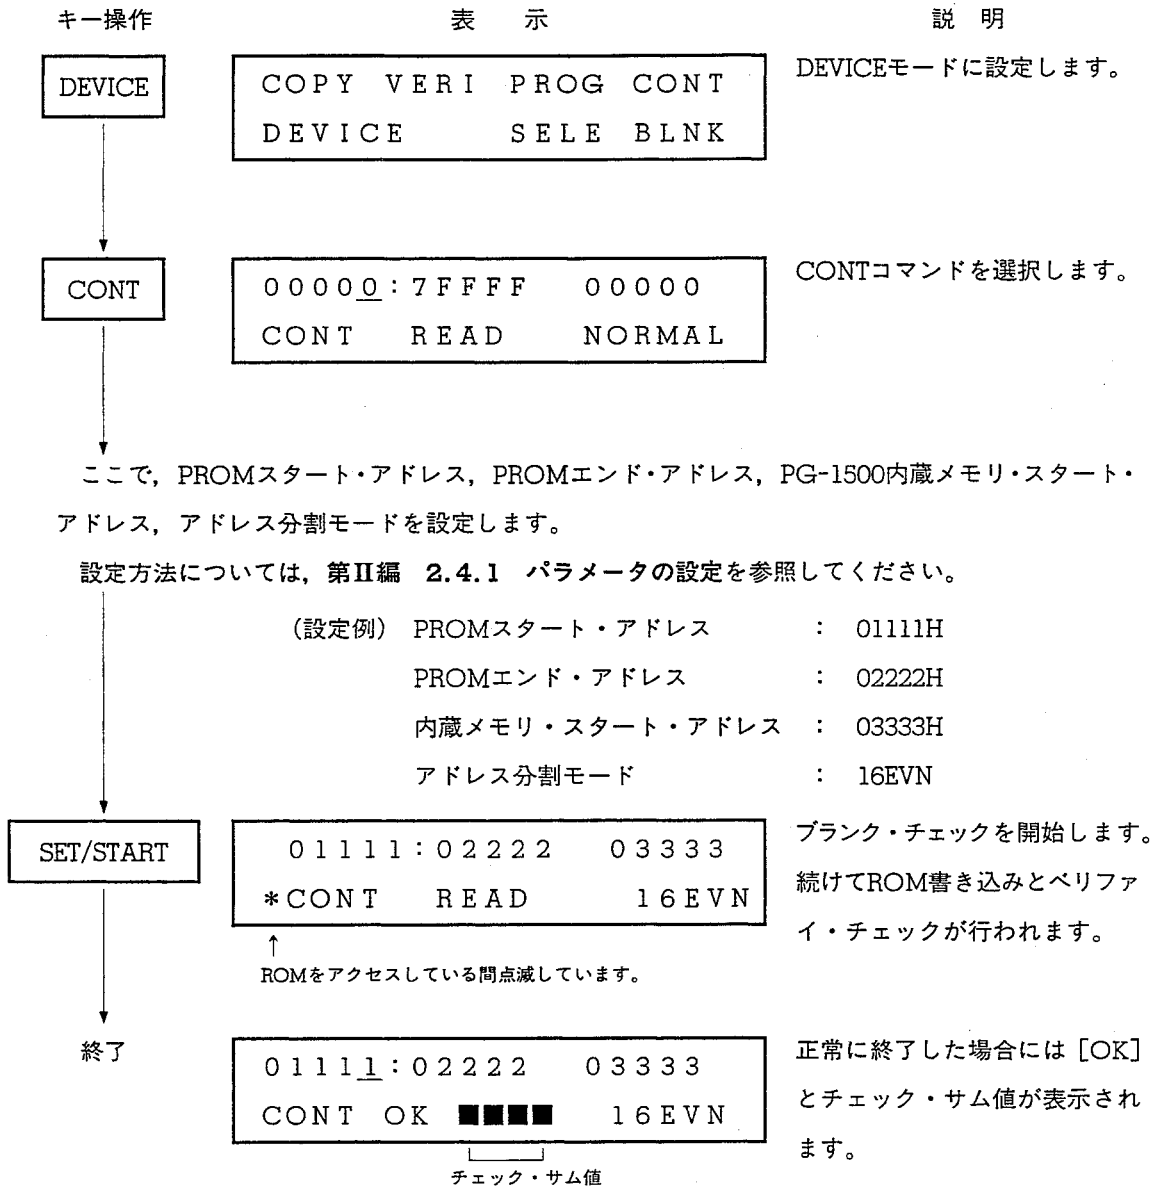 キー操作 表 示 説 明
DEVICE
COPY VERI PROG CONT
DEVICE SELE BLNK
DEVICEモードに設定します。
CONT
00000:7FFFF 00000
CONT READ NORMAL
CONTコマンドを選択します。
ここで，PROMスタート・アドレス，PROMエンド・アドレス，PG-1500内蔵メモリ・スタート・
アドレス，アドレス分割モードを設定します。
設定方法については，第Ⅱ編 2.4.1 パラメータの設定を参照してください。
（設定例） PROMスタート・アドレス : 01111H
PROMエンド・アドレス : 02222H
内蔵メモリ・スタート・アドレス : 03333H
アドレス分割モード : 16EVN
SET/START
01111:02222 03333
*CONT READ 16EVN
↑
ROMをアクセスしている間点滅しています。
ブランク・チェックを開始します。
続けてROM書き込みとベリファ
イ・チェックが行われます。
終了
01111:02222 03333
CONT OK ■■■■ 16EVN
チェック・サム値
正常に終了した場合には［OK］
とチェック・サム値が表示され
ます。